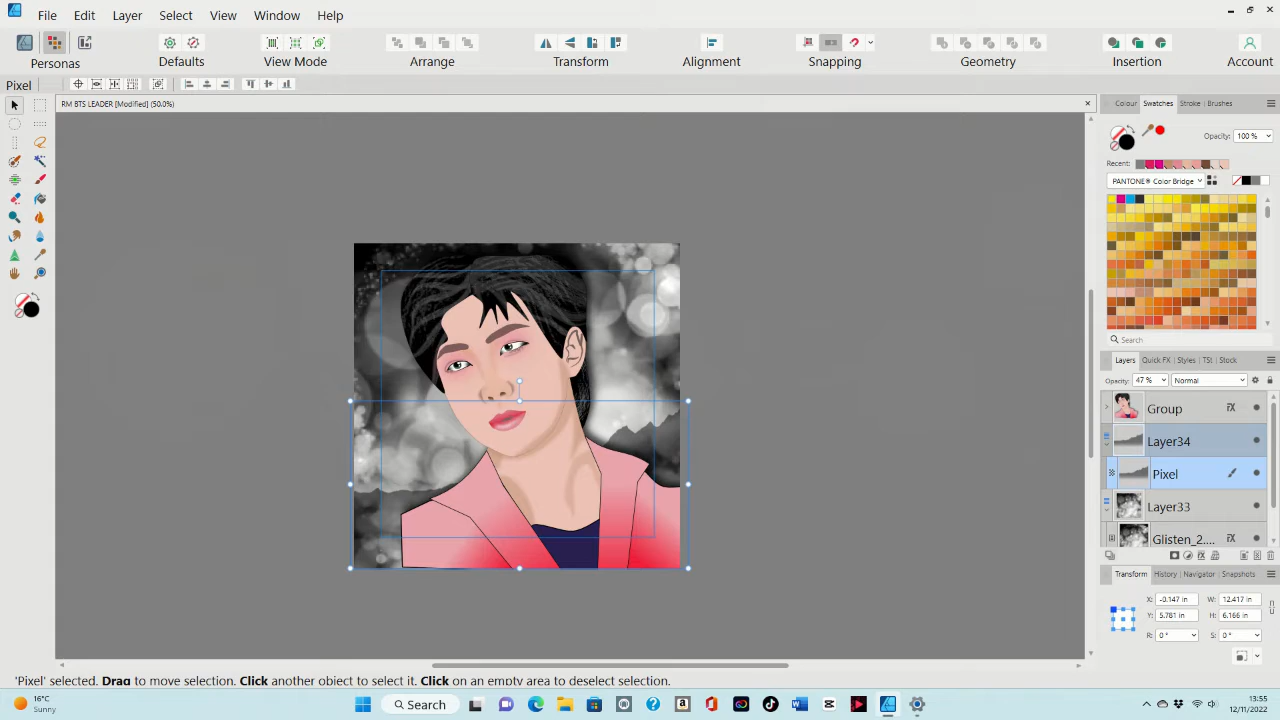 File Edit Layer Select View Window Help
Personas Defaults View Mode Arrange Transform Alignment Snapping Geometry Insertion Account
Pixel
RM BTS LEADER [Modified] (50.0%)
Colour Swatches Stroke Brushes
Opacity: 100 %
Recent:
PANTONE® Color Bridge
Search
Layers Quick FX Styles TS! Stock
Opacity: 47 % Normal
Group
Layer34
Pixel
Layer33
Glisten_2...
Transform History Navigator Snapshots
X: -0.147 in W: 12.417 in
Y: 5.781 in H: 6.166 in
R: 0 ° S: 0 °
'Pixel' selected. Drag to move selection. Click another object to select it. Click on an empty area to deselect selection.
16°C
Sunny
Search
13:55
12/11/2022